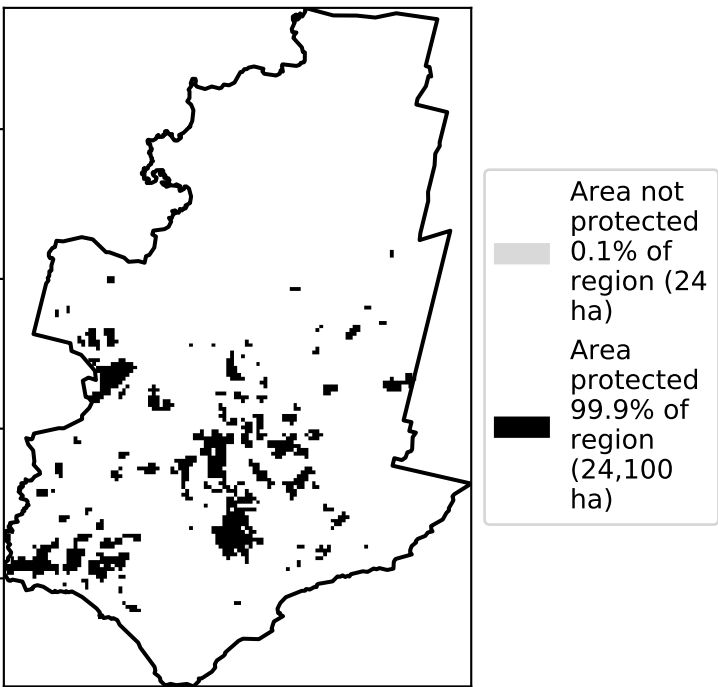 Area not
protected
0.1% of
region (24
ha)
Area
protected
99.9% of
region
(24,100
ha)